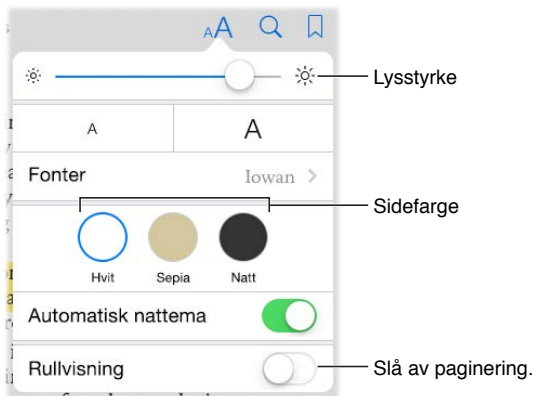 AA
Lysstyrke
A A
Fonter Iowan >
Sidefarge
Hvit Sepia Natt
Automatisk nattema
Rullvisning
Slå av paginering.